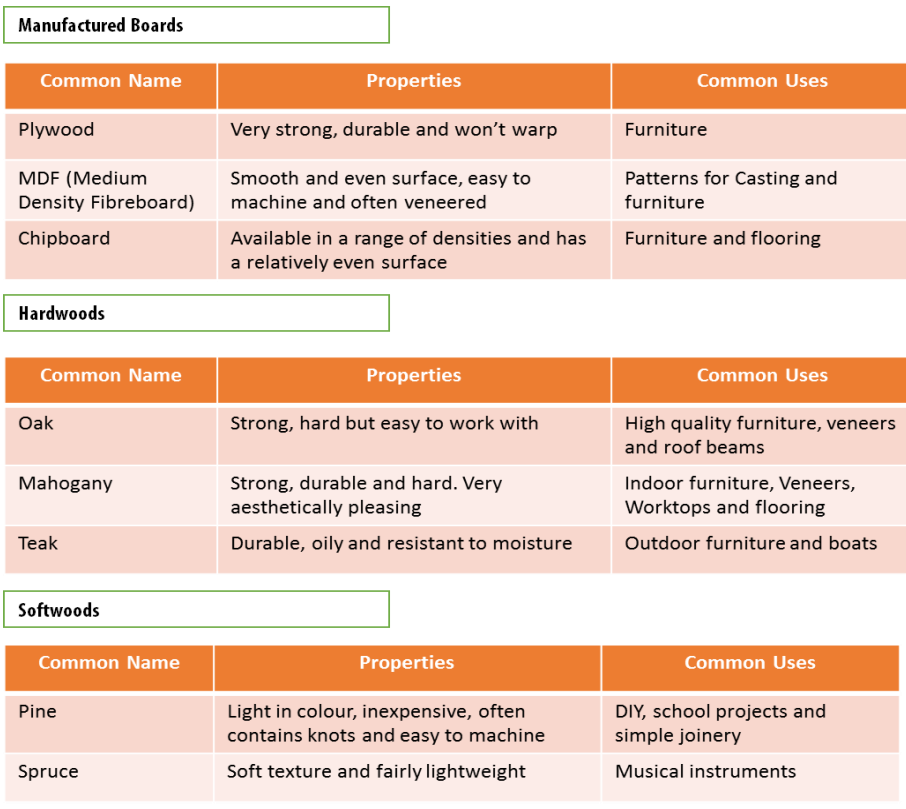 Manufactured Boards
Common Name Properties Common Uses
Plywood Very strong, durable and won’t warp Furniture
MDF (Medium Smooth and even surface, easy to Patterns for Casting and
Density Fibreboard) machine and often veneered furniture
Chipboard Available in a range of densities and has Furniture and flooring
a relatively even surface
Hardwoods
Common Name Properties Common Uses
Oak Strong, hard but easy to work with High quality furniture, veneers
and roof beams
Mahogany Strong, durable and hard. Very Indoor furniture, Veneers,
aesthetically pleasing Worktops and flooring
Teak Durable, oily and resistant to moisture Outdoor furniture and boats
Softwoods
Common Name Properties Common Uses
Pine Light in colour, inexpensive, often DIY, school projects and
contains knots and easy to machine simple joinery
Spruce Soft texture and fairly lightweight Musical instruments